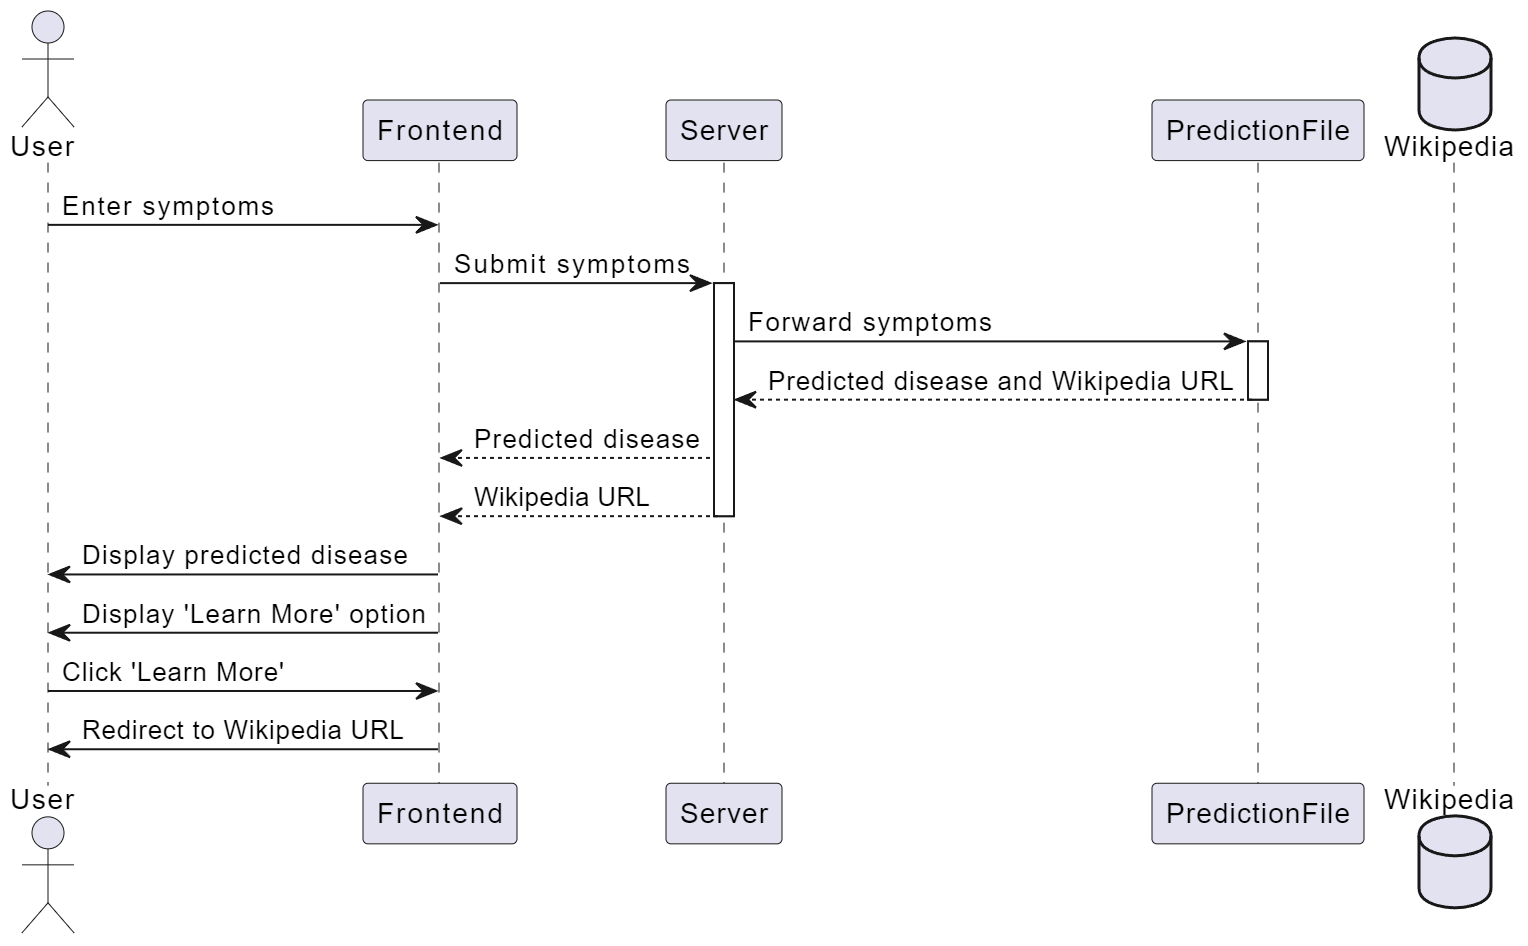 User
Frontend
Server
PredictionFile
Wikipedia
Enter symptoms
Submit symptoms
Forward symptoms
Predicted disease and Wikipedia URL
Predicted disease
Wikipedia URL
Display predicted disease
Display 'Learn More' option
Click 'Learn More'
Redirect to Wikipedia URL
User
Frontend
Server
PredictionFile
Wikipedia